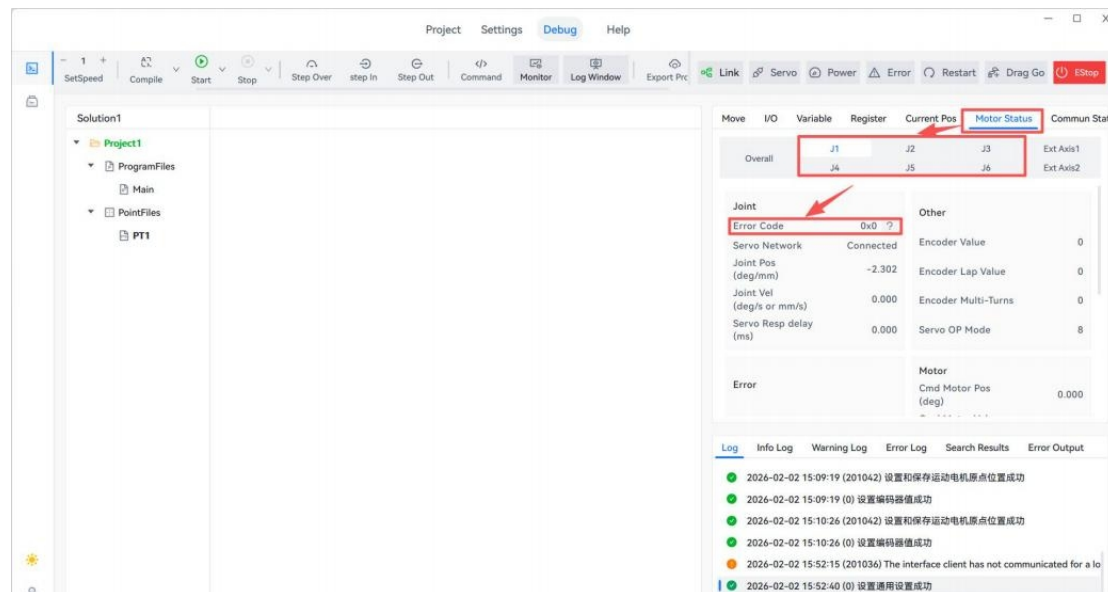 Project Settings Debug Help
- 1 +
SetSpeed Compile Start Stop Step Over step In Step Out Command Monitor Log Window Export Prc Link Servo Power Error Restart Drag Go EStop
Solution1
Project1
ProgramFiles
Main
PointFiles
PT1
Move I/O Variable Register Current Pos Motor Status Commun Stat
Overall J1 J2 J3 Ext Axis1
J4 J5 J6 Ext Axis2
Joint
Error Code 0x0 ?
Servo Network Connected
Joint Pos
(deg/mm) -2.302
Joint Vel
(deg/s or mm/s) 0.000
Servo Resp delay
(ms) 0.000
Other
Encoder Value 0
Encoder Lap Value 0
Encoder Multi-Turns 0
Servo OP Mode 8
Error
Motor
Cmd Motor Pos
(deg) 0.000
Log Info Log Warning Log Error Log Search Results Error Output
2026-02-02 15:09:19 (201042) 设置和保存运动电机原点位置成功
2026-02-02 15:09:19 (0) 设置编码器值成功
2026-02-02 15:10:26 (201042) 设置和保存运动电机原点位置成功
2026-02-02 15:10:26 (0) 设置编码器值成功
2026-02-02 15:52:15 (201036) The interface client has not communicated for a lo
2026-02-02 15:52:40 (0) 设置通用设置成功